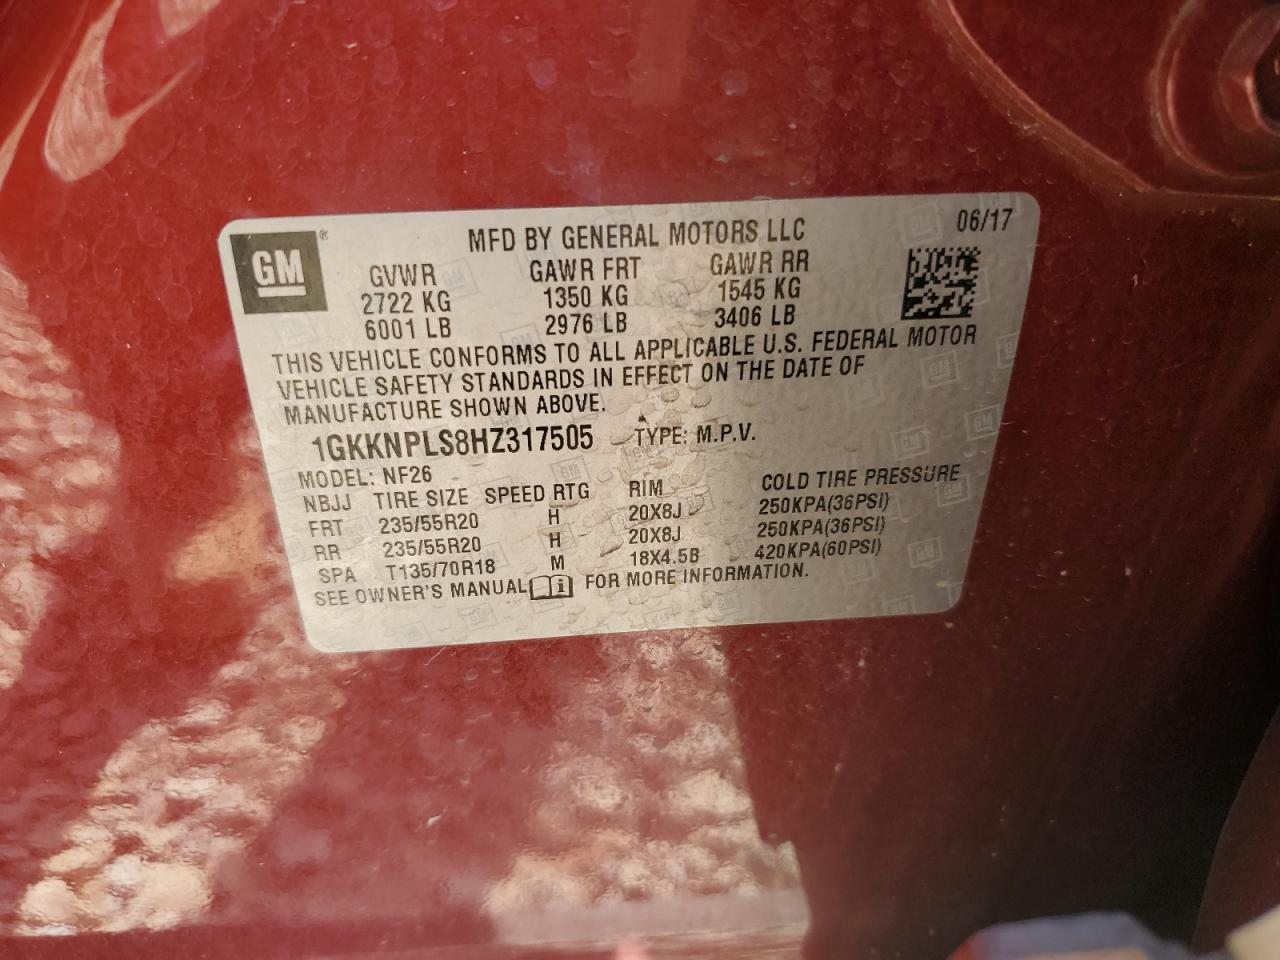 GM® MFD BY GENERAL MOTORS LLC 06/17
GVWR GAWR FRT GAWR RR
2722 KG 1350 KG 1545 KG
6001 LB 2976 LB 3406 LB
THIS VEHICLE CONFORMS TO ALL APPLICABLE U.S. FEDERAL MOTOR
VEHICLE SAFETY STANDARDS IN EFFECT ON THE DATE OF
MANUFACTURE SHOWN ABOVE.
1GKKNPLS8HZ317505 TYPE: M.P.V.
MODEL: NF26
NBJJ TIRE SIZE SPEED RTG RIM COLD TIRE PRESSURE
FRT 235/55R20 H 20X8J 250KPA(36PSI)
RR 235/55R20 H 20X8J 250KPA(36PSI)
SPA T135/70R18 M 18X4.5B 420KPA(60PSI)
SEE OWNER'S MANUAL i FOR MORE INFORMATION.